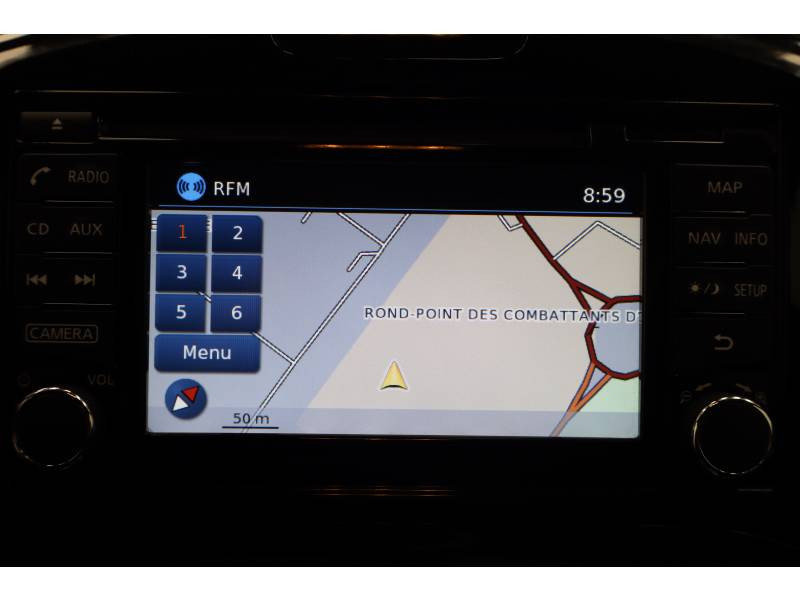 RADIO
CD AUX
CAMERA
VOL
RFM
8:59
1 2
3 4
5 6
Menu
50 m
ROND-POINT DES COMBATTANTS D
MAP
NAV INFO
SETUP